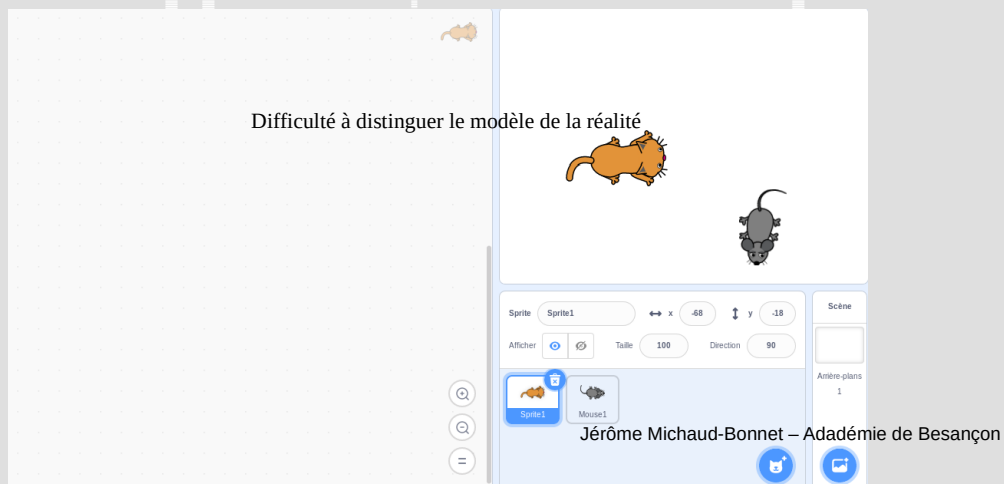 Difficulté à distinguer le modèle de la réalité
Sprite Sprite1 x -68 y -18
Afficher Taille 100 Direction 90
Sprite1
Mouse1
Scène
Arrière-plans
1
Jérôme Michaud-Bonnet – Adadémie de Besançon